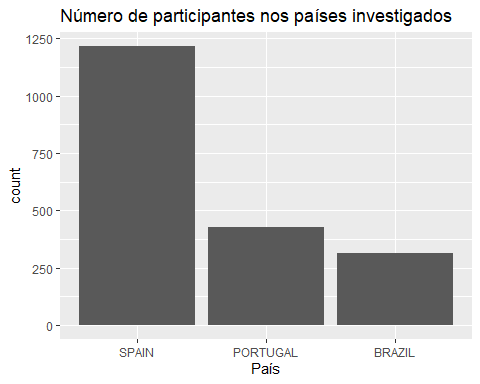 Número de participantes nos países investigados
1250
1000
750
500
250
0
count
SPAIN
PORTUGAL
BRAZIL
País